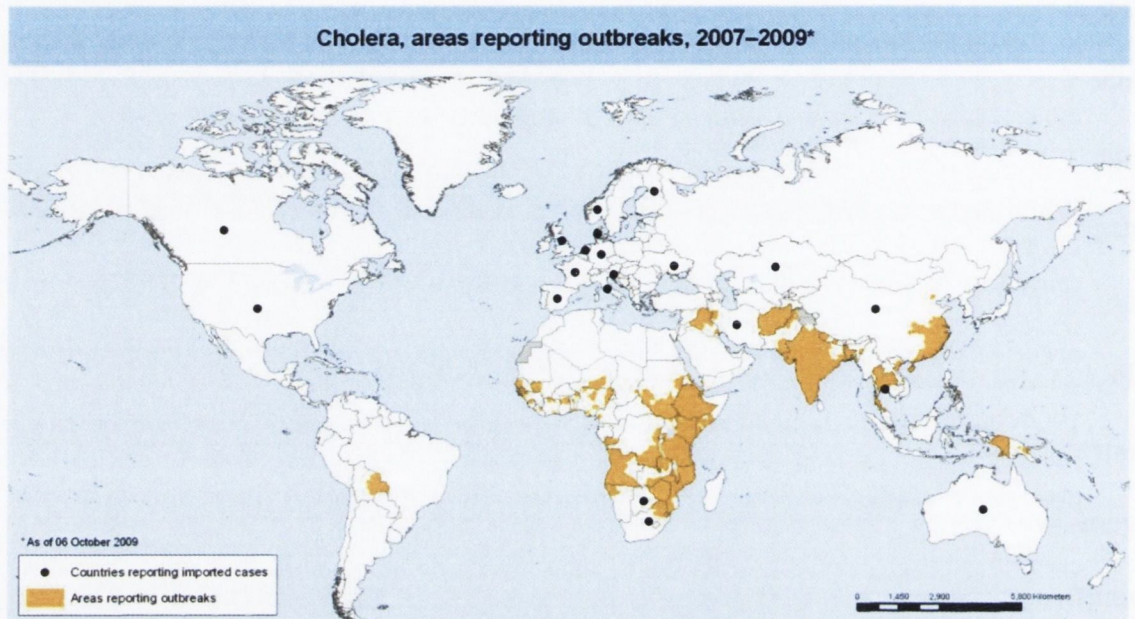 Cholera, areas reporting outbreaks, 2007–2009*
*As of 06 October 2009
Countries reporting imported cases
Areas reporting outbreaks
0 1,450 2,900 5,800 Kilometers